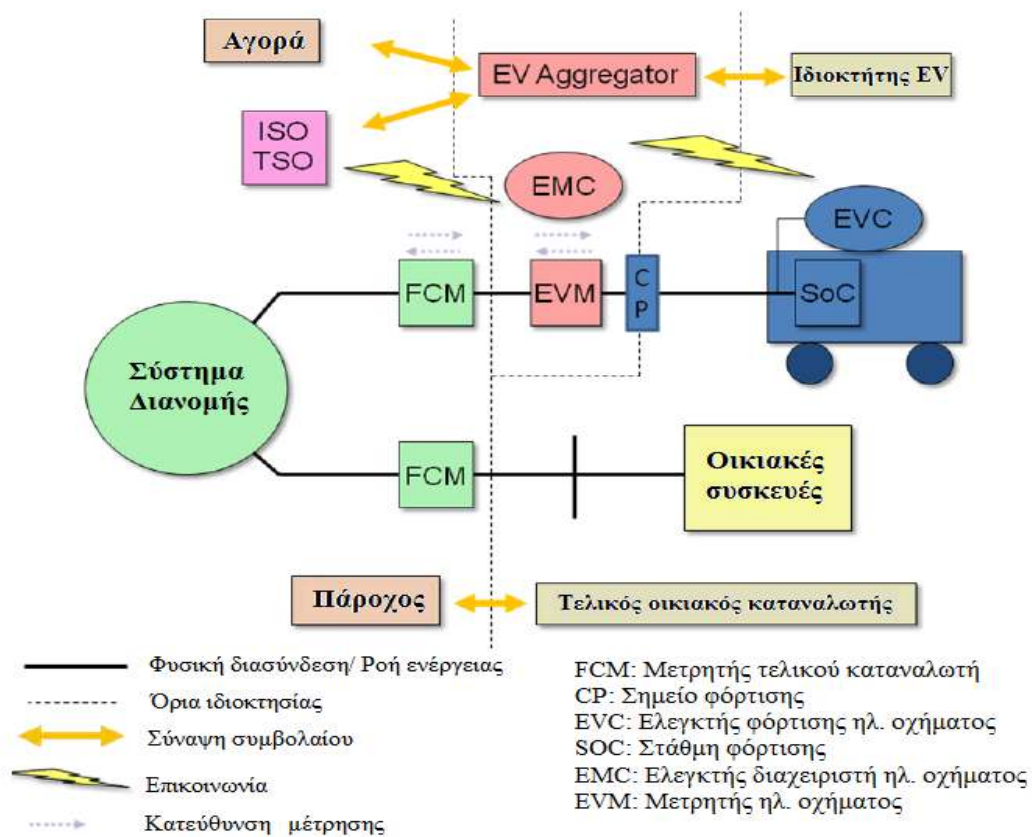 Αγορά
EV Aggregator
Ιδιοκτήτης EV
ISO
TSO
EMC
EVC
FCM
EVM
C
P
SoC
Σύστημα
Διανομής
FCM
Οικιακές
συσκευές
Πάροχος
Τελικός οικιακός καταναλωτής
Φυσική διασύνδεση/ Ροή ενέργειας
Όρια ιδιοκτησίας
Σύναψη συμβολαίου
Επικοινωνία
Κατεύθυνση μέτρησης
FCM: Μετρητής τελικού καταναλωτή
CP: Σημείο φόρτισης
EVC: Ελεγκτής φόρτισης ηλ. οχήματος
SOC: Στάθμη φόρτισης
EMC: Ελεγκτής διαχειριστή ηλ. οχήματος
EVM: Μετρητής ηλ. οχήματος